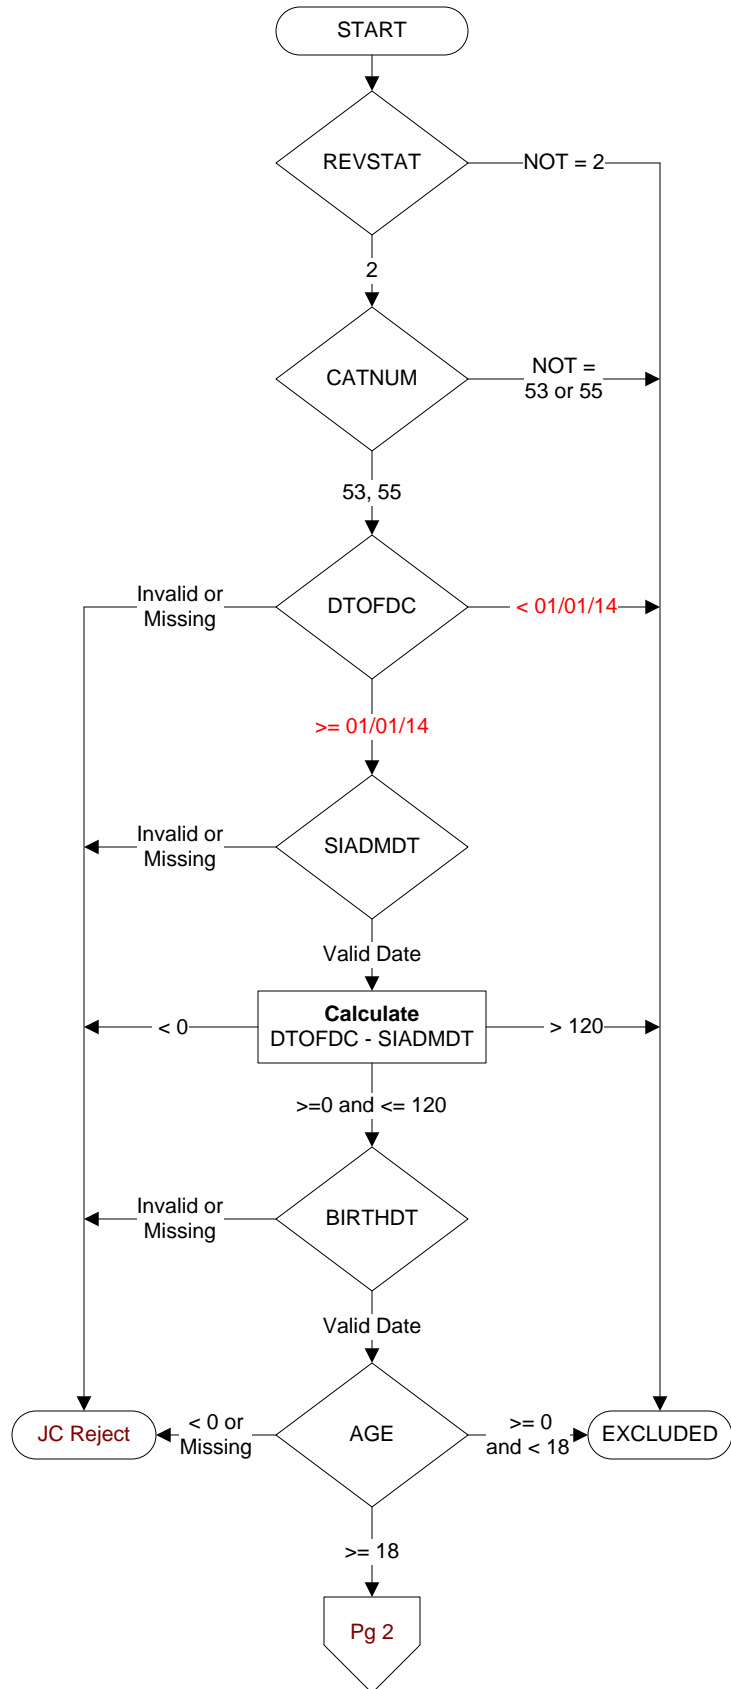 START
REVSTAT
NOT = 2
2
CATNUM
NOT =
53 or 55
53, 55
Invalid or
Missing
DTOFDC
< 01/01/14
>= 01/01/14
Invalid or
Missing
SIADMDT
Valid Date
< 0
Calculate
DTOFDC - SIADMDT
> 120
>=0 and <= 120
Invalid or
Missing
BIRTHDT
Valid Date
JC Reject
< 0 or
Missing
AGE
>= 0
and < 18
EXCLUDED
>= 18
Pg 2